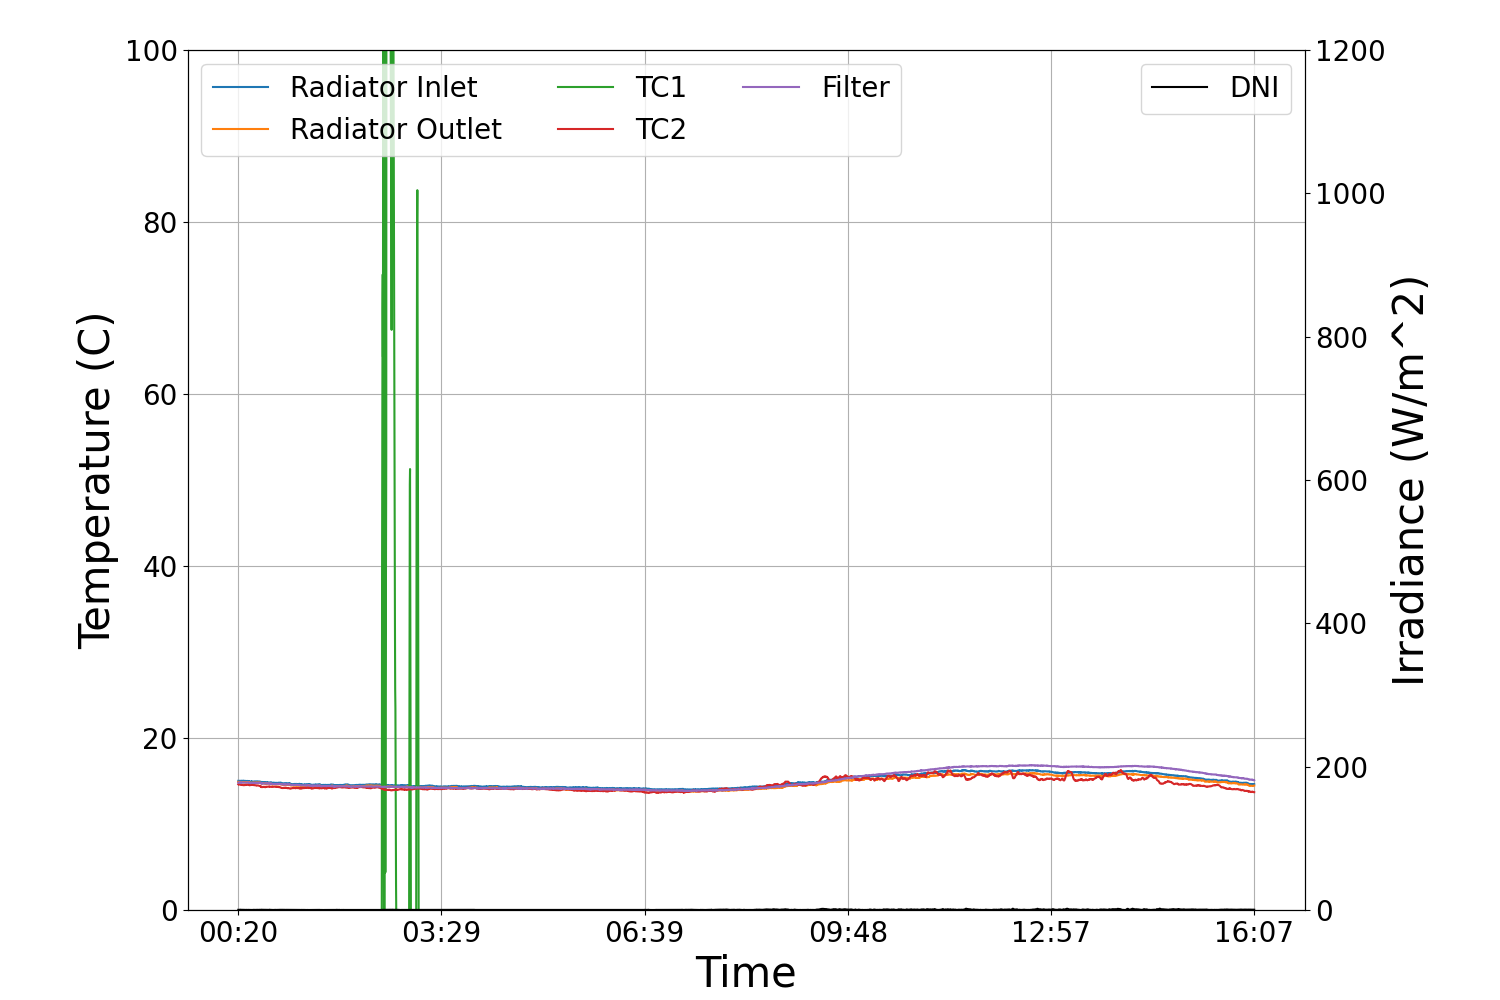 Radiator Inlet
Radiator Outlet
TC1
TC2
Filter
DNI
100
80
60
40
20
0
Temperature (C)
1200
1000
800
600
400
200
0
Irradiance (W/m^2)
00:20 03:29 06:39 09:48 12:57 16:07
Time